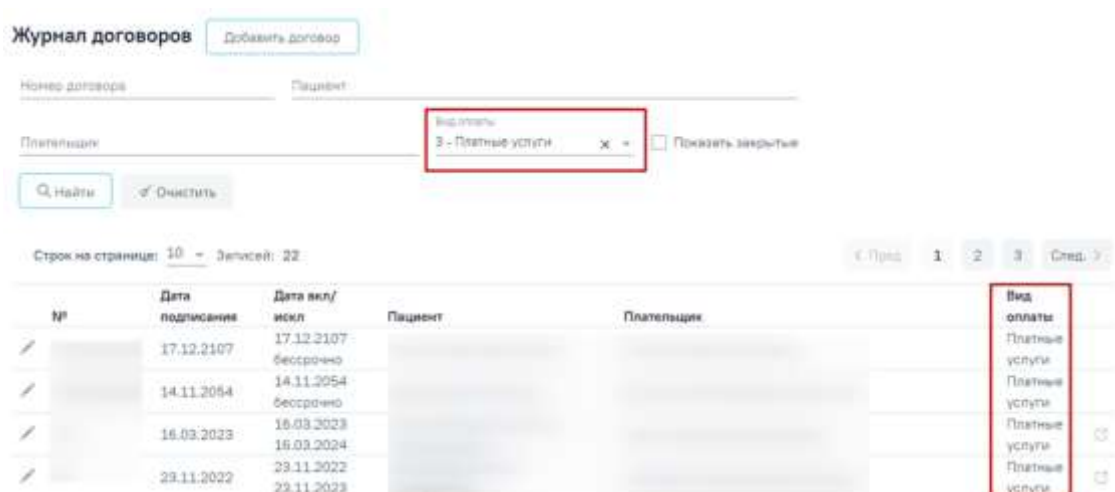 Журнал договоров Добавить договор
Номер договора Пациент
Вид оплаты
Плательщик 3 - Платные услуги × Показать закрытые
Найти Очистить
Строк на странице: 10 Записей: 22 < Пред. 1 2 3 След. >
Дата Дата вкл/ Вид
№ подписания искл Пациент Плательщик оплаты
17.12.2107 17.12.2107 Платные
бессрочно услуги
14.11.2054 14.11.2054 Платные
бессрочно услуги
16.03.2023 16.03.2023 Платные
16.03.2024 услуги
23.11.2022 23.11.2022 Платные
23.11.2023 услуги